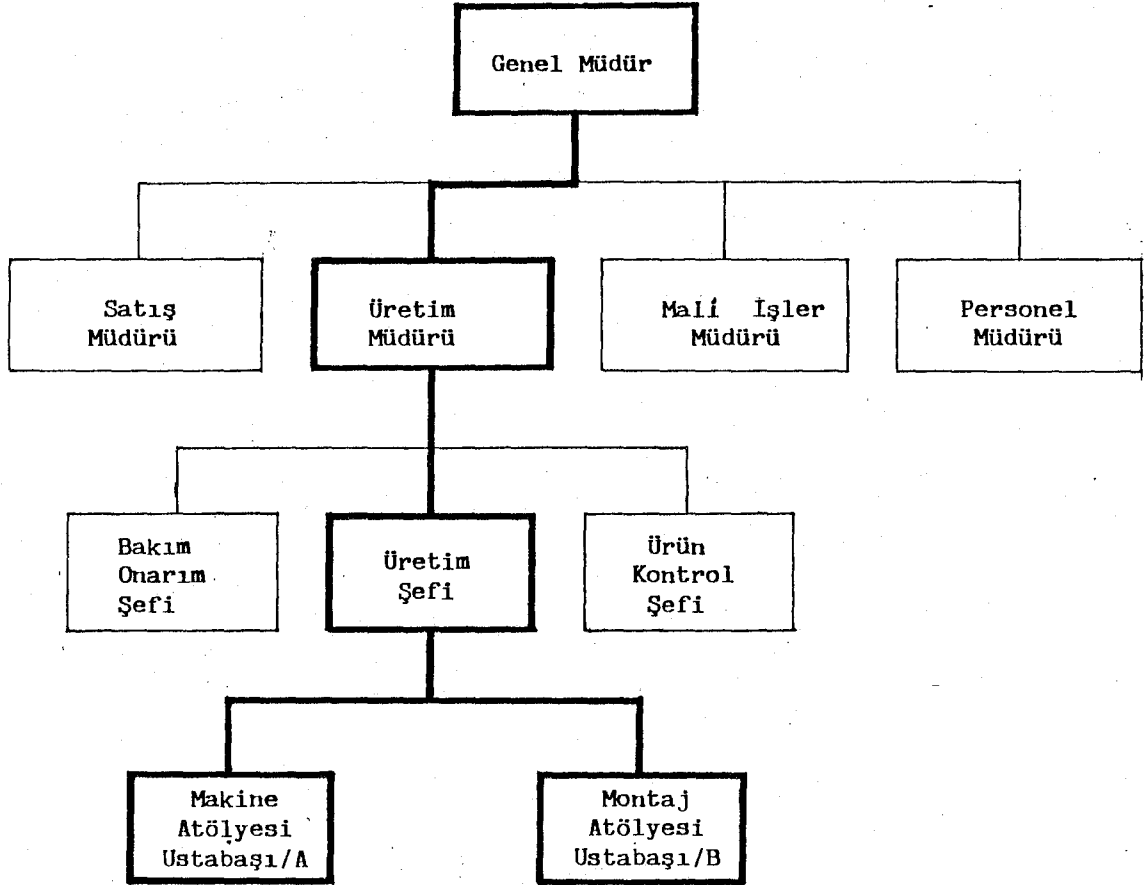 Genel Müdür
Satış
Müdürü
Üretim
Müdürü
Malî İşler
Müdürü
Personel
Müdürü
Bakım
Onarım
Şefi
Üretim
Şefi
Ürün
Kontrol
Şefi
Makine
Atölyesi
Ustabaşı/A
Montaj
Atölyesi
Ustabaşı/B